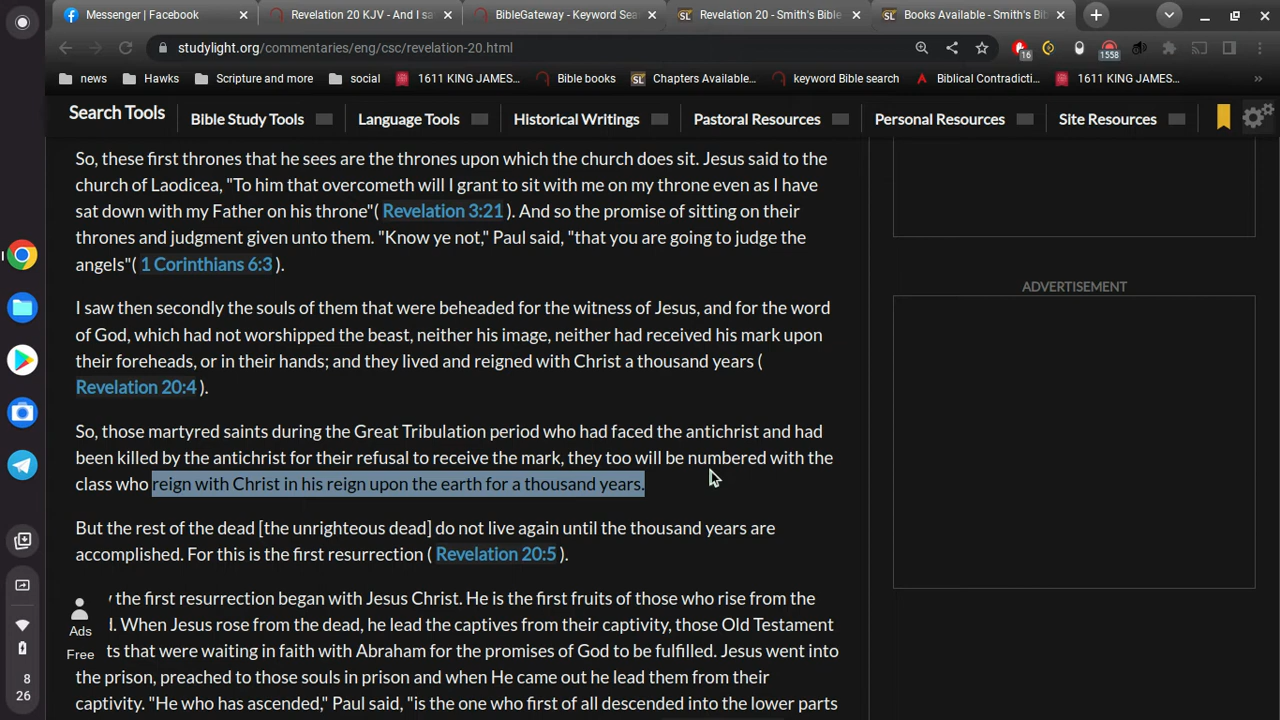 Messenger | Facebook
Revelation 20 KJV - And I sa
BibleGateway - Keyword Sea
Revelation 20 - Smith's Bible
Books Available - Smith's Bib
studylight.org/commentaries/eng/csc/revelation-20.html
16
1558
news
Hawks
Scripture and more
social
1611 KING JAMES...
Bible books
Chapters Available...
keyword Bible search
Biblical Contradicti...
1611 KING JAMES...
»
Search Tools
Bible Study Tools
Language Tools
Historical Writings
Pastoral Resources
Personal Resources
Site Resources
So, these first thrones that he sees are the thrones upon which the church does sit. Jesus said to the
church of Laodicea, "To him that overcometh will I grant to sit with me on my throne even as I have
sat down with my Father on his throne"( Revelation 3:21 ). And so the promise of sitting on their
thrones and judgment given unto them. "Know ye not," Paul said, "that you are going to judge the
angels"( 1 Corinthians 6:3 ).
I saw then secondly the souls of them that were beheaded for the witness of Jesus, and for the word
of God, which had not worshipped the beast, neither his image, neither had received his mark upon
their foreheads, or in their hands; and they lived and reigned with Christ a thousand years (
Revelation 20:4 ).
So, those martyred saints during the Great Tribulation period who had faced the antichrist and had
been killed by the antichrist for their refusal to receive the mark, they too will be numbered with the
class who reign with Christ in his reign upon the earth for a thousand years.
But the rest of the dead [the unrighteous dead] do not live again until the thousand years are
accomplished. For this is the first resurrection ( Revelation 20:5 ).
the first resurrection began with Jesus Christ. He is the first fruits of those who rise from the
. When Jesus rose from the dead, he lead the captives from their captivity, those Old Testament
ts that were waiting in faith with Abraham for the promises of God to be fulfilled. Jesus went into
the prison, preached to those souls in prison and when He came out he lead them from their
captivity. "He who has ascended," Paul said, "is the one who first of all descended into the lower parts
ADVERTISEMENT
Ads
Free
8
26